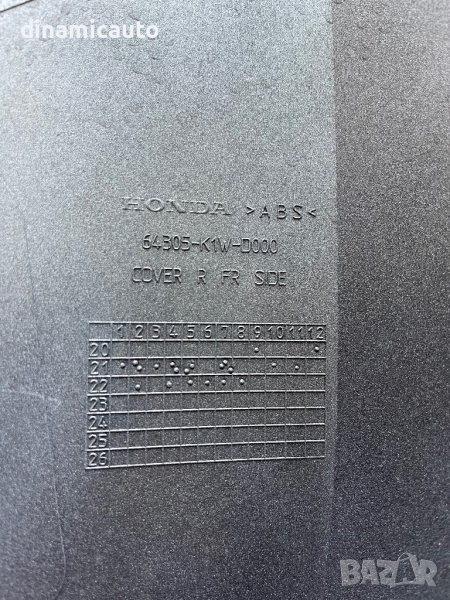 dinamicauto
HONDA >ABS<
64305-K1W-D000
COVER R FR SIDE
1 2 3 4 5 6 7 8 9 10 11 12
20
21
22
23
24
25
26
BAZAR